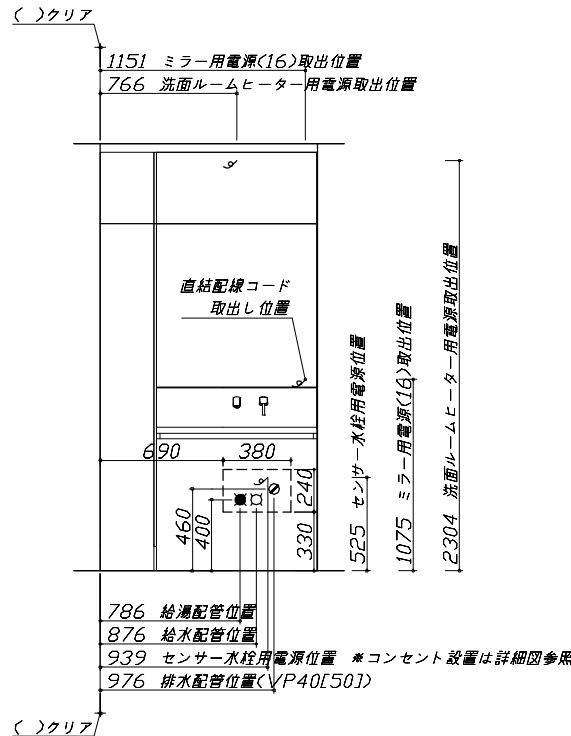 ( )クリア
1151 ミラー用電源(16)取出位置
766 洗面ルームヒーター用電源取出位置
直結配線コード
取出し位置
690
380
240
330
460
400
525 センサー水栓用電源位置
1075 ミラー用電源(16)取出位置
2304 洗面ルームヒーター用電源取出位置
786 給湯配管位置
876 給水配管位置
939 センサー水栓用電源位置 ※コンセント設置は詳細図参照
976 排水配管位置(VP40[50])
( )クリア